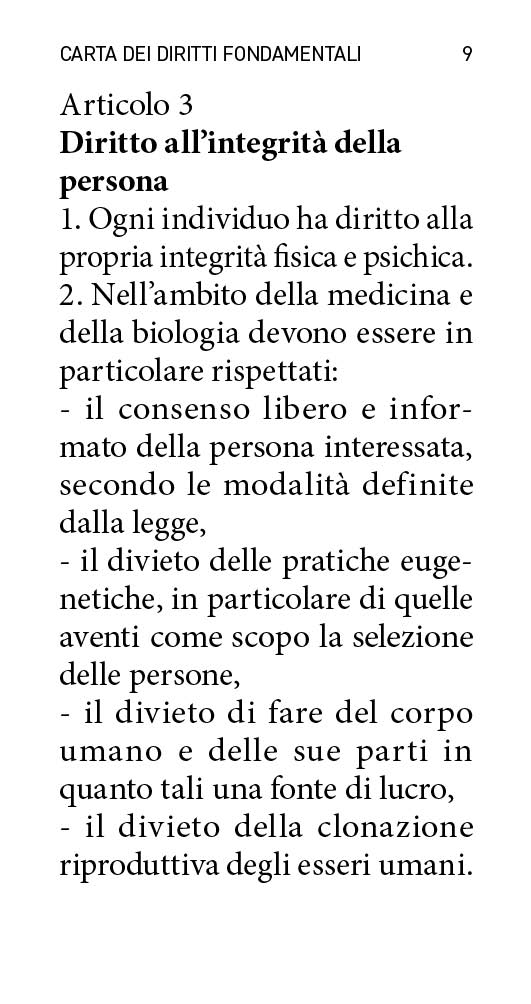 CARTA DEI DIRITTI FONDAMENTALI 9
Articolo 3
Diritto all’integrità della
persona
1. Ogni individuo ha diritto alla
propria integrità fisica e psichica.
2. Nell’ambito della medicina e
della biologia devono essere in
particolare rispettati:
- il consenso libero e infor-
mato della persona interessata,
secondo le modalità definite
dalla legge,
- il divieto delle pratiche euge-
netiche, in particolare di quelle
aventi come scopo la selezione
delle persone,
- il divieto di fare del corpo
umano e delle sue parti in
quanto tali una fonte di lucro,
- il divieto della clonazione
riproduttiva degli esseri umani.